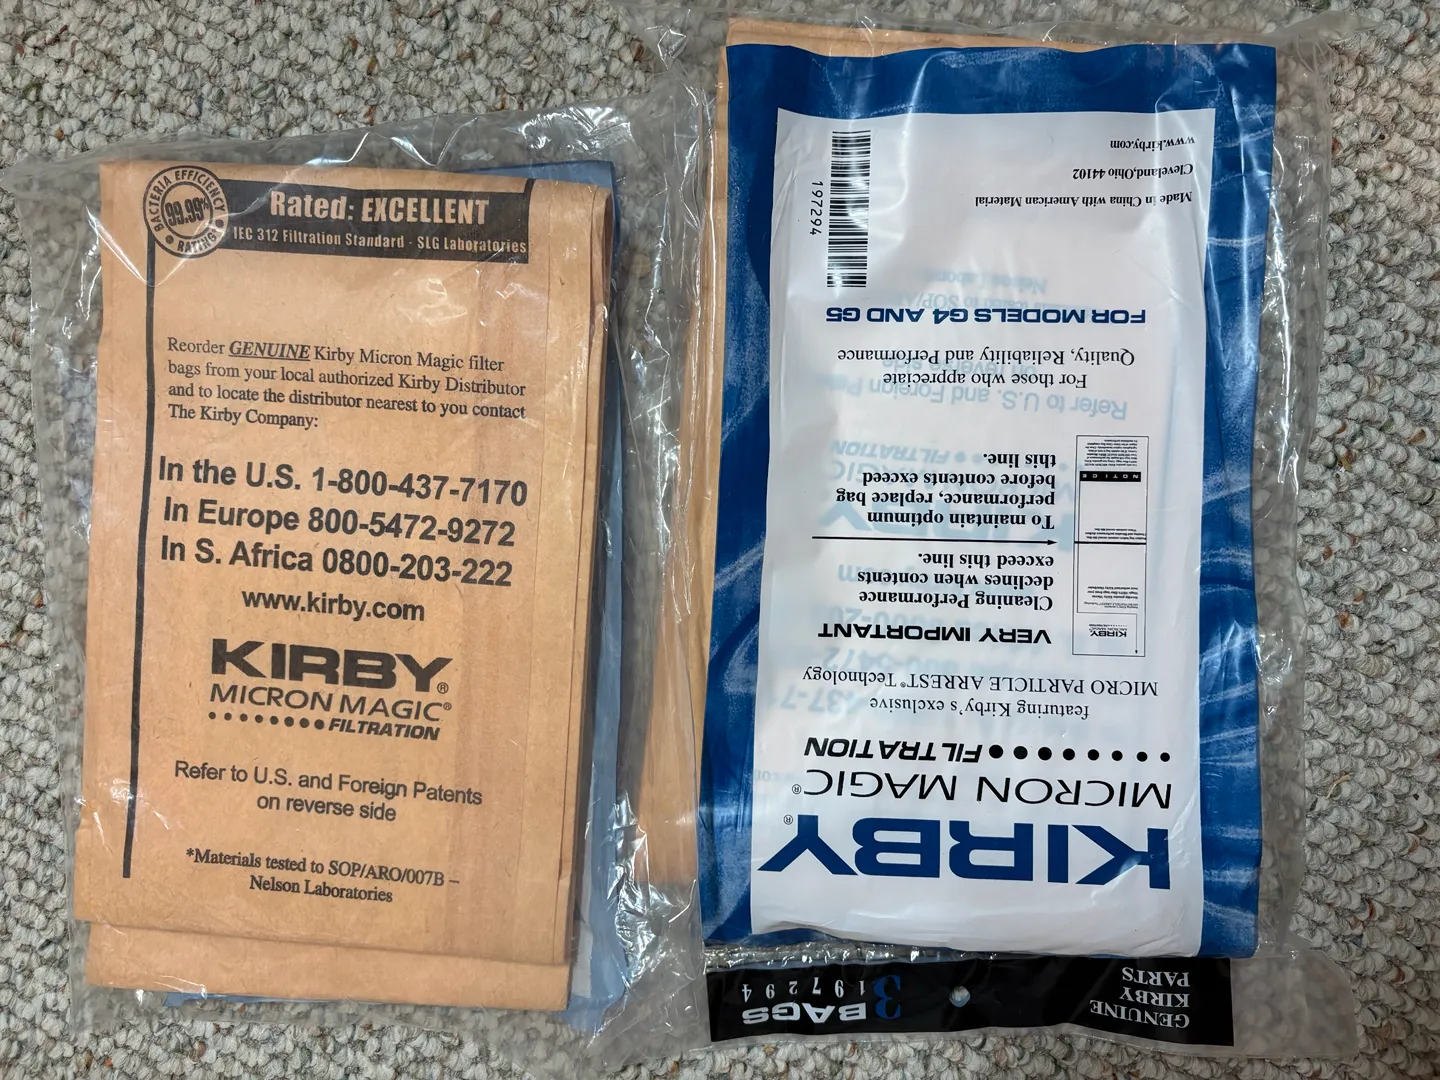 BACTERIA EFFICIENCY
99.99%
RATING
Rated: EXCELLENT
IEC 312 Filtration Standard - SLG Laboratories
Reorder GENUINE Kirby Micron Magic filter
bags from your local authorized Kirby Distributor
and to locate the distributor nearest to you contact
The Kirby Company:
In the U.S. 1-800-437-7170
In Europe 800-5472-9272
In S. Africa 0800-203-222
www.kirby.com
KIRBY®
MICRON MAGIC®
FILTRATION
Refer to U.S. and Foreign Patents
on reverse side
*Materials tested to SOP/ARO/007B –
Nelson Laboratories
GENUINE
KIRBY
PARTS
3 BAGS
197294
KIRBY®
MICRON MAGIC®
FILTRATION
featuring Kirby's exclusive
MICRO PARTICLE ARREST® Technology
VERY IMPORTANT
Cleaning Performance
declines when contents
exceed this line.
To maintain optimum
performance, replace bag
before contents exceed
this line.
KIRBY
NOTICE
For those who appreciate
Quality, Reliability and Performance
FOR MODELS G4 AND G5
197294
Made in China with American Material
Cleveland,Ohio 44102
www.kirby.com